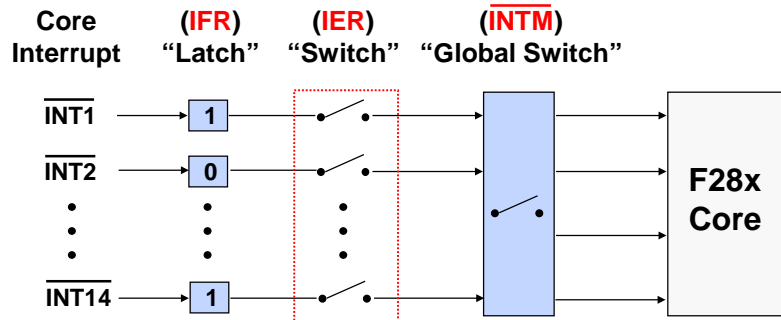 Core (IFR) (IER) (INTM)
Interrupt “Latch” “Switch” “Global Switch”
INT1 1
INT2 0
F28x
Core
INT14 1